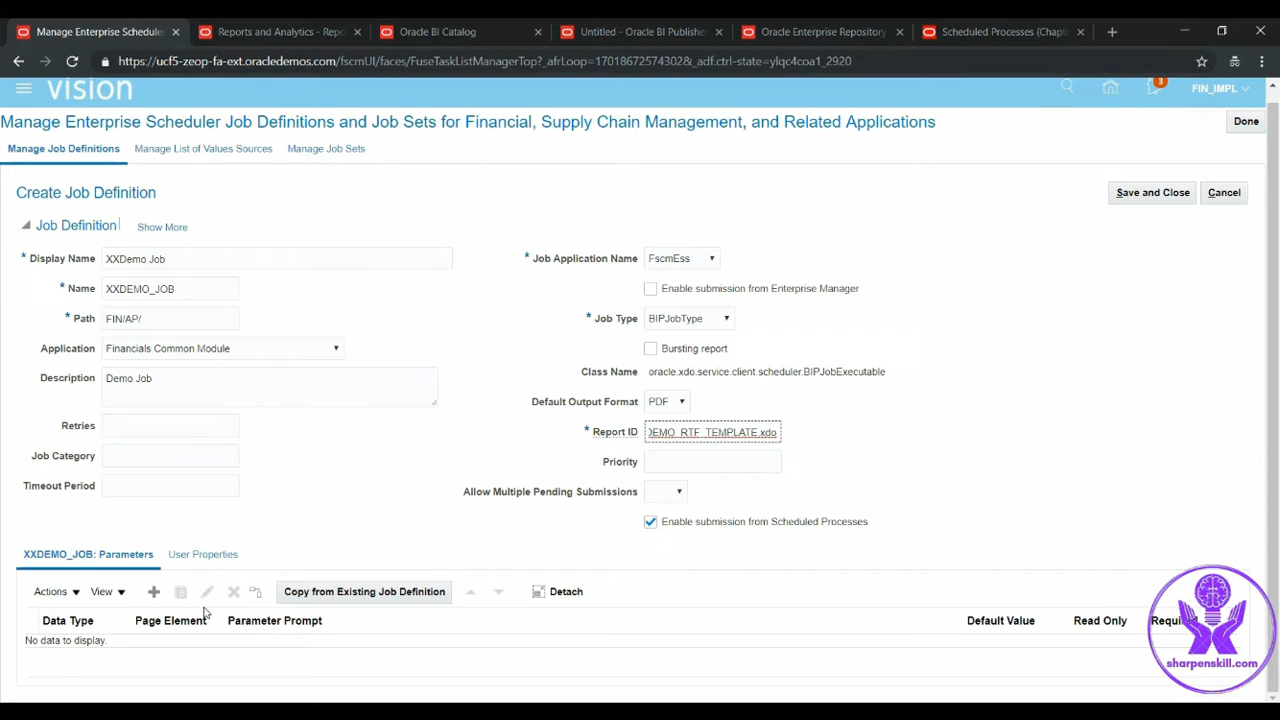 Manage Enterprise Scheduler
Reports and Analytics - Repo
Oracle BI Catalog
Untitled - Oracle BI Publisher
Oracle Enterprise Repository
Scheduled Processes (Chapte
https://ucf5-zeop-fa-ext.oracledemos.com/fscmUI/faces/FuseTaskListManagerTop?_afrLoop=17018672574302&_adf.ctrl-state=ylqc4coa1_2920
vision
3
FIN_IMPL
Manage Enterprise Scheduler Job Definitions and Job Sets for Financial, Supply Chain Management, and Related Applications
Done
Manage Job Definitions
Manage List of Values Sources
Manage Job Sets
Create Job Definition
Save and Close
Cancel
Job Definition
Show More
* Display Name XXDemo Job
* Name XXDEMO_JOB
* Path FIN/AP/
Application Financials Common Module
Description Demo Job
Retries
Job Category
Timeout Period
* Job Application Name FscmEss
Enable submission from Enterprise Manager
* Job Type BIPJobType
Bursting report
Class Name oracle.xdo.service.client.scheduler.BIPJobExecutable
Default Output Format PDF
* Report ID DEMO_RTF_TEMPLATE.xdo
Priority
Allow Multiple Pending Submissions
Enable submission from Scheduled Processes
XXDEMO_JOB: Parameters
User Properties
Actions
View
Copy from Existing Job Definition
Detach
Data Type
Page Element
Parameter Prompt
Default Value
Read Only
No data to display.
sharpenskill.com